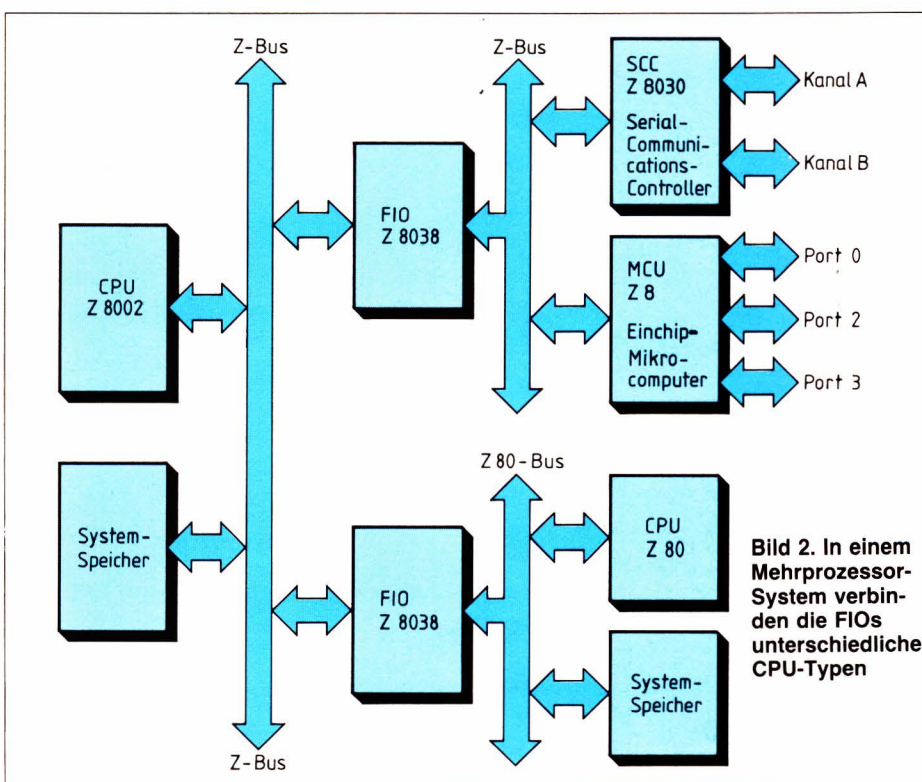 Z-Bus
Z-Bus
SCC
Z 8030
Serial-
Communi-
cations-
Controller
Kanal A
Kanal B
FIO
Z 8038
CPU
Z 8002
MCU
Z 8
Einchip-
Mikro-
computer
Port 0
Port 2
Port 3
Z 80-Bus
System-
Speicher
FIO
Z 8038
CPU
Z 80
System-
Speicher
Z-Bus
Bild 2. In einem
Mehrprozessor-
System verbin-
den die FIOs
unterschiedliche
CPU-Typen